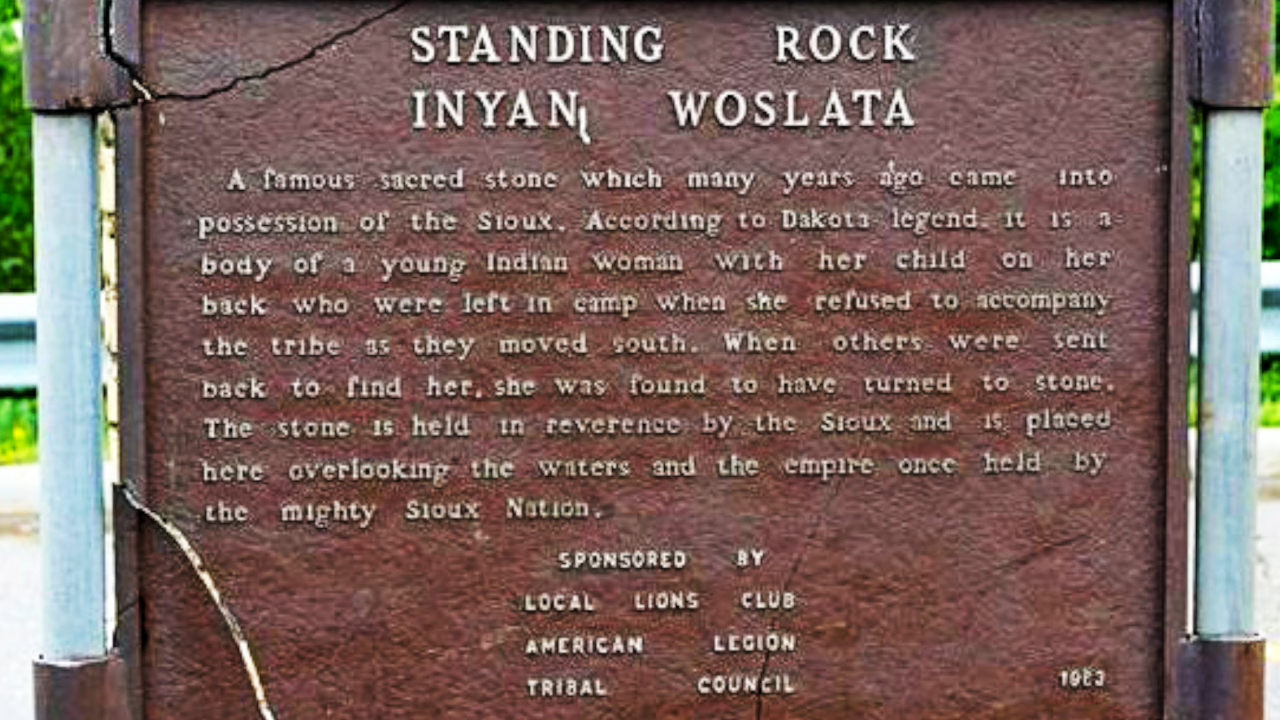 STANDING ROCK
INYAN WOSLATA
A famous sacred stone which many years ago came into
possession of the Sioux. According to Dakota legend. it is a
body of a young Indian woman with her child on her
back who were left in camp when she refused to accompany
the tribe as they moved south. When others were sent
back to find her, she was found to have turned to stone.
The stone is held in reverence by the Sioux and is placed
here overlooking the waters and the empire once held by
the mighty Sioux Nation.
SPONSORED BY
LOCAL LIONS CLUB
AMERICAN LEGION
TRIBAL COUNCIL